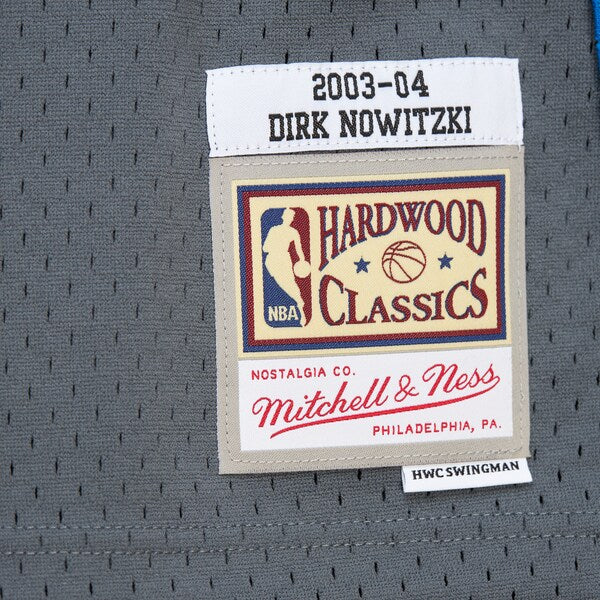 2003-04
DIRK NOWITZKI
HARDWOOD
NBA
CLASSICS
NOSTALGIA CO.
Mitchell & Ness
PHILADELPHIA, PA.
HWC SWINGMAN